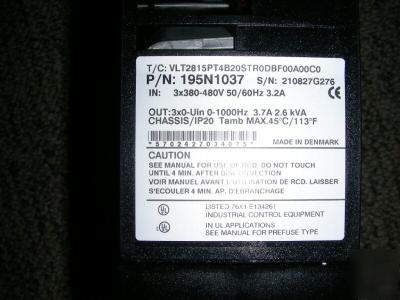 T/C: VLT2815PT4B20STR0DBF00A00C0
P/N: 195N1037 S/N: 210827G276
IN: 3x380-480V 50/60Hz 3.2A
OUT: 3x0-Uin 0-1000Hz 3.7A 2.6 kVA
CHASSIS/IP20 Tamb MAX.45°C/113°F
*5702427034075* MADE IN DENMARK
CAUTION
SEE MANUAL FOR USE OF RCD. DO NOT TOUCH
UNTIL 4 MIN. AFTER DISCONNECTION
VOIR MANUEL AVANT L'UTILISATION DU RCD. LAISSER
S'ECOULER 4 MIN. AP. D'EBRANCHAGE
LISTED 76X1 E134261
INDUSTRIAL CONTROL EQUIPMENT
IN UL APPLICATIONS
SEE MANUAL FOR PREFUSE TYPE